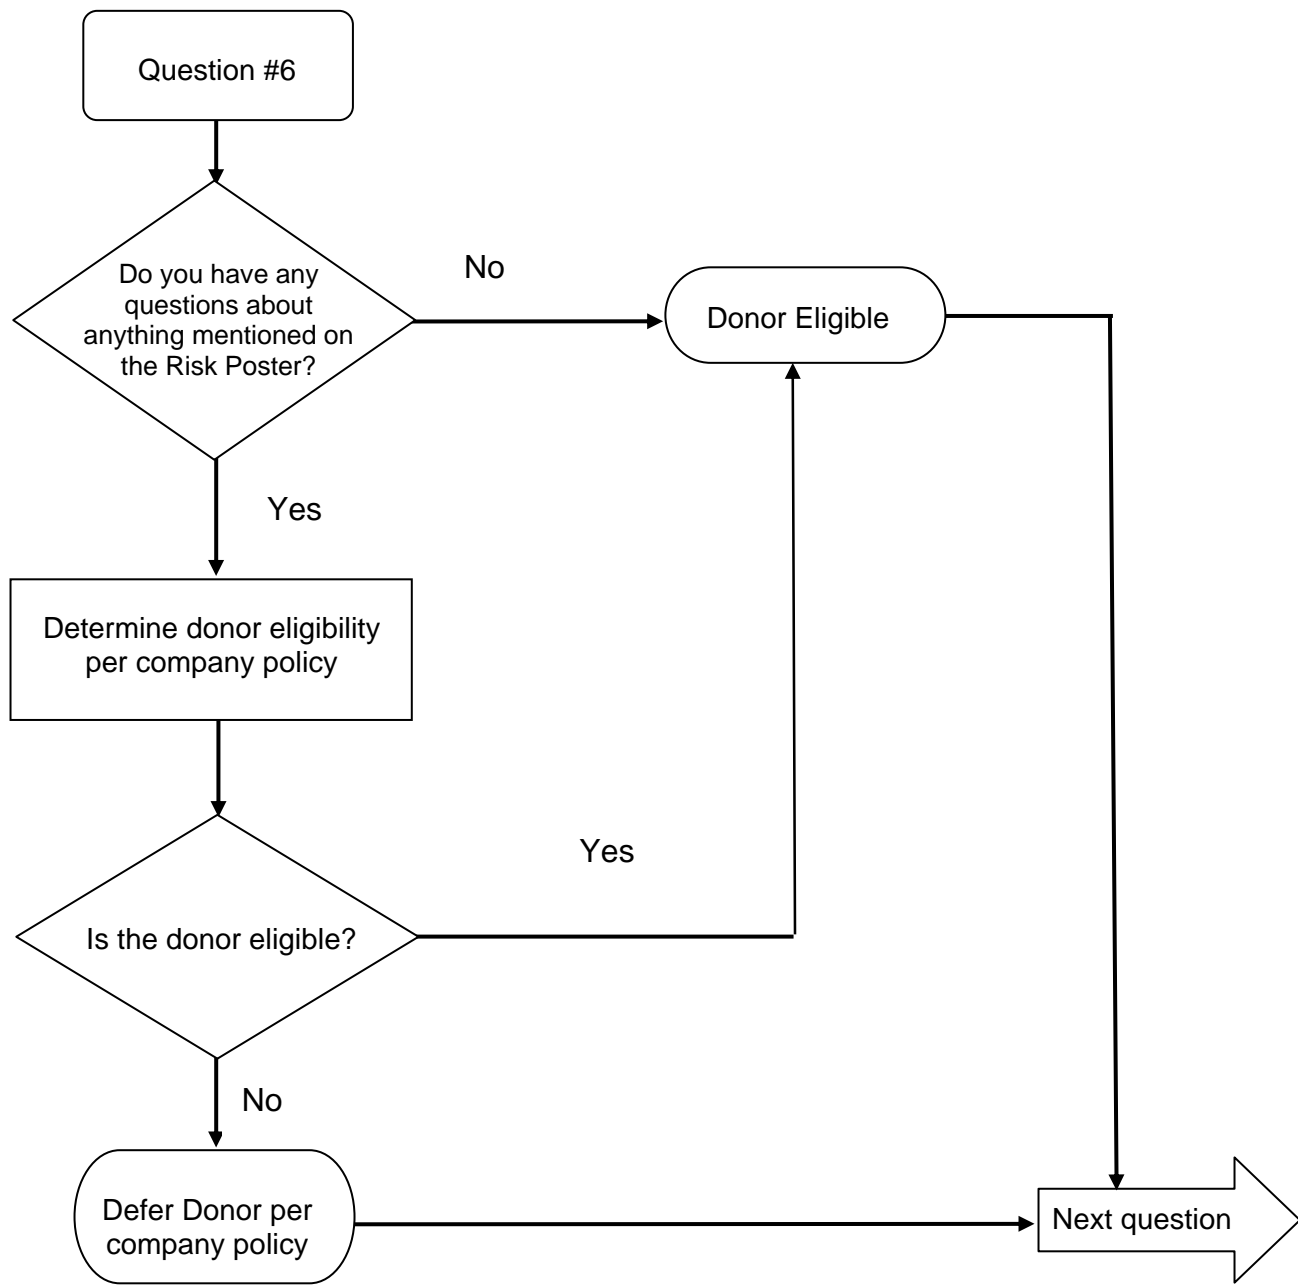 Question #6
Do you have any
questions about
anything mentioned on
the Risk Poster?
No
Donor Eligible
Yes
Determine donor eligibility
per company policy
Yes
Is the donor eligible?
No
Defer Donor per
company policy
Next question